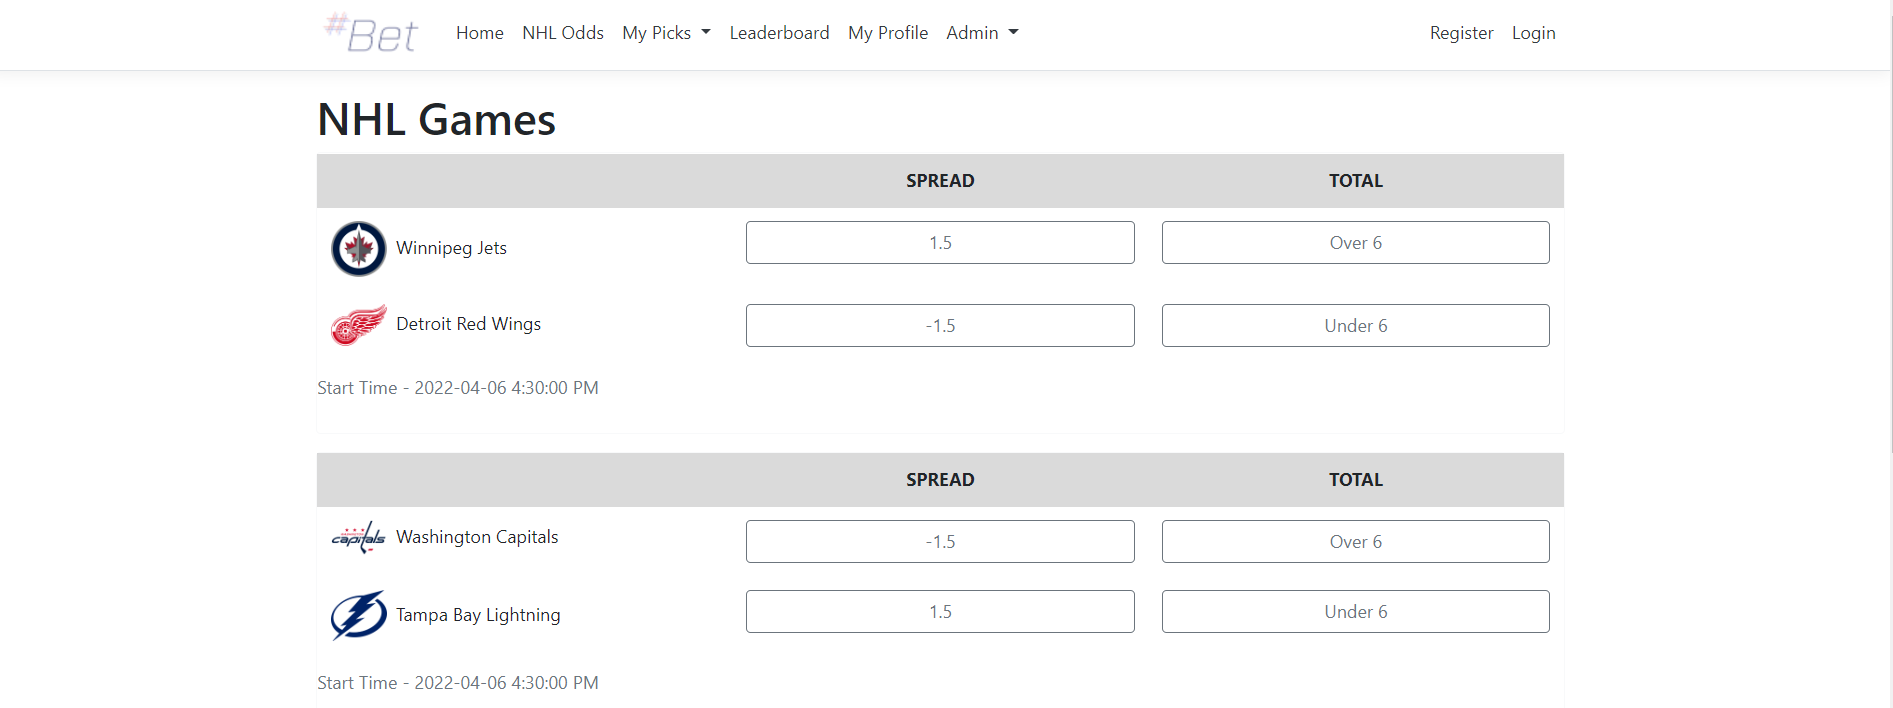 #Bet Home NHL Odds My Picks Leaderboard My Profile Admin Register Login
NHL Games
SPREAD TOTAL
Winnipeg Jets 1.5 Over 6
Detroit Red Wings -1.5 Under 6
Start Time - 2022-04-06 4:30:00 PM
SPREAD TOTAL
capitals Washington Capitals -1.5 Over 6
Tampa Bay Lightning 1.5 Under 6
Start Time - 2022-04-06 4:30:00 PM